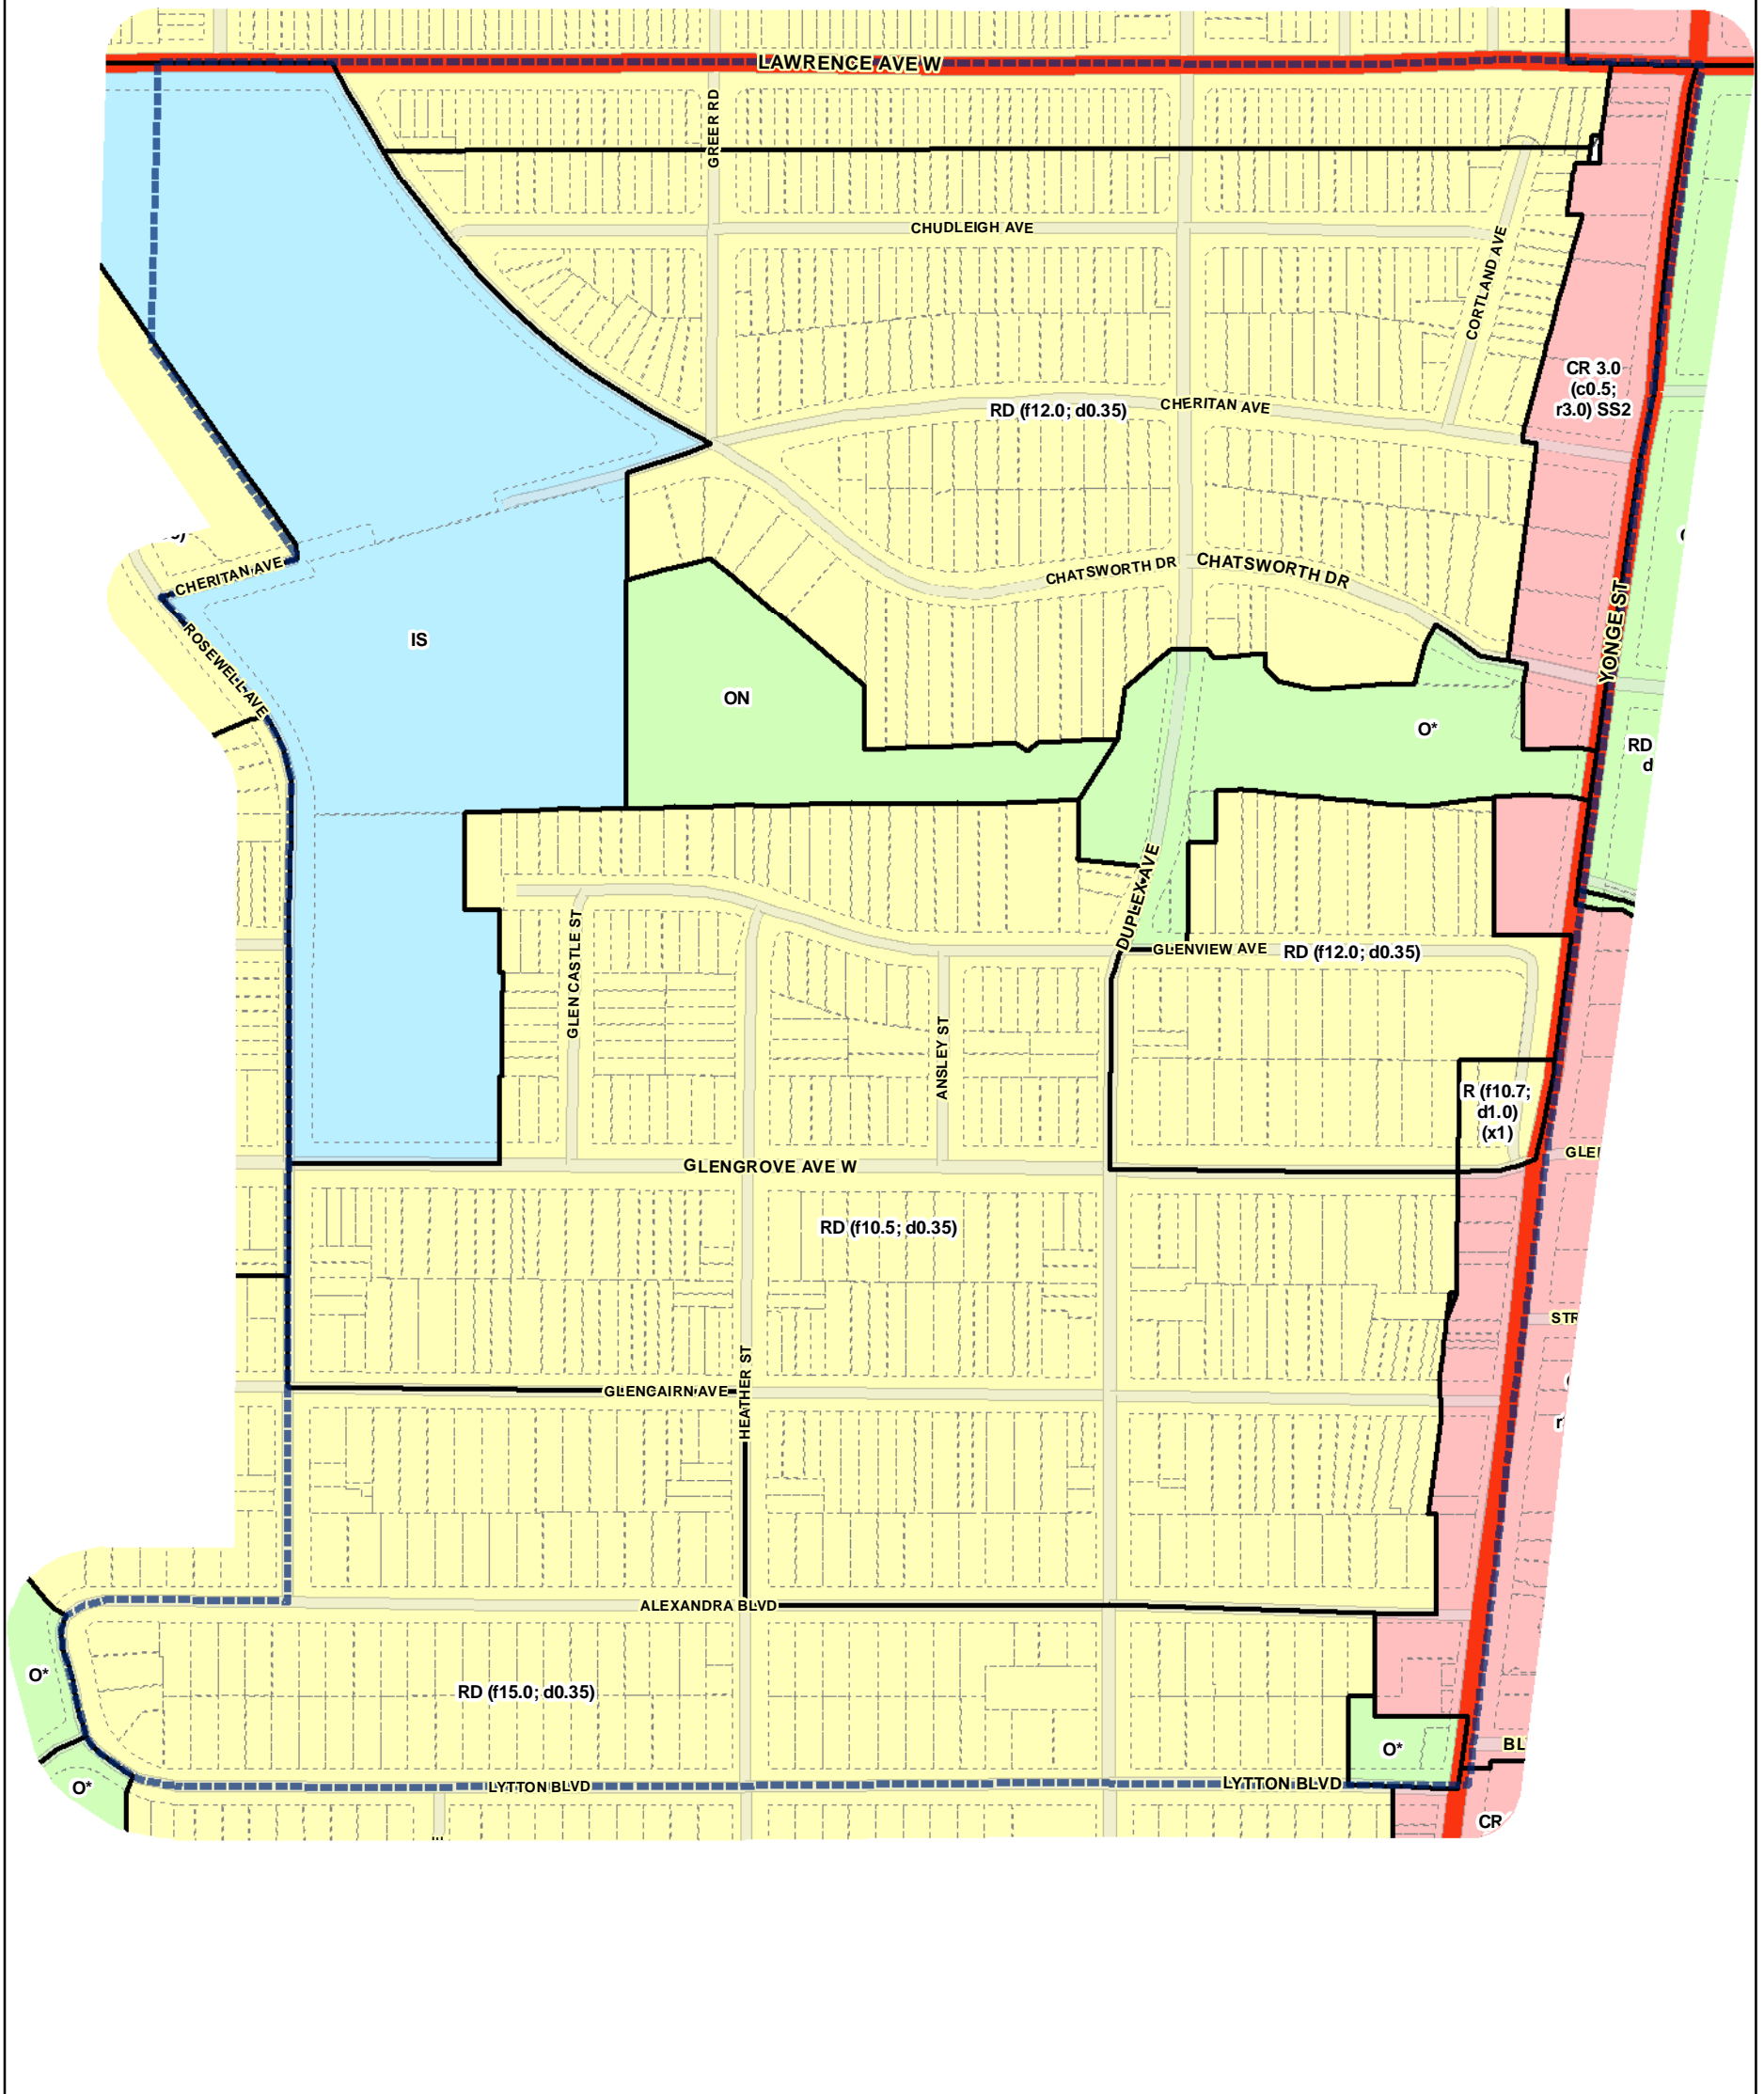 LAWRENCE AVE W
GREER RD
CHUDLEIGH AVE
CORTLAND AVE
CR 3.0
(c0.5;
r3.0) SS2
RD (f12.0; d0.35)
CHERITAN AVE
CHERITAN AVE
CHATSWORTH DR
CHATSWORTH DR
YONGE ST
IS
ROSEWELL AVE
ON
O*
RD
d
DUPLEX AVE
GLENVIEW AVE
RD (f12.0; d0.35)
GLEN CASTLE ST
ANSLEY ST
R (f10.7;
d1.0)
(x1)
GLE
GLENGROVE AVE W
RD (f10.5; d0.35)
STR
HEATHER ST
GLENCAIRN AVE
r
ALEXANDRA BLVD
O*
RD (f15.0; d0.35)
O*
BL
O*
LYTTON BLVD
LYTTON BLVD
CR